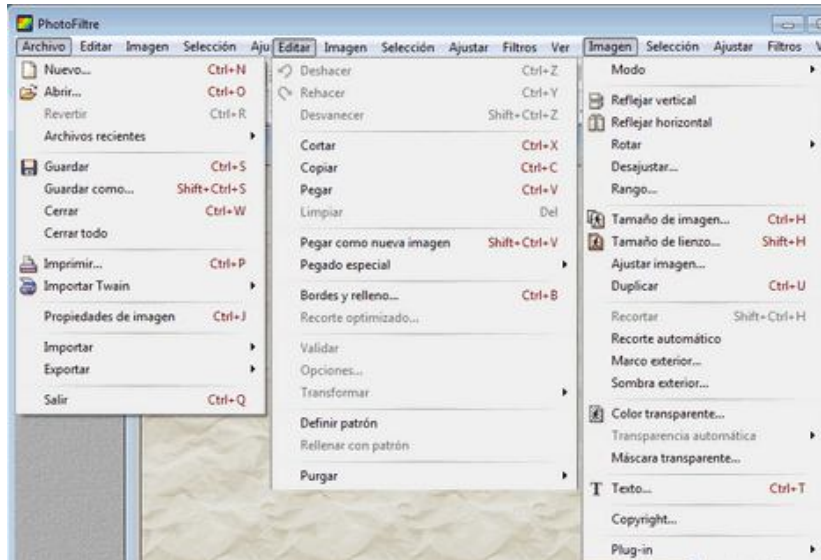 PhotoFiltre
Archivo Editar Imagen Selección Aju
Nuevo... Ctrl+N
Abrir... Ctrl+O
Revertir Ctrl+R
Archivos recientes
Guardar Ctrl+S
Guardar como... Shift+Ctrl+S
Cerrar Ctrl+W
Cerrar todo
Imprimir... Ctrl+P
Importar Twain
Propiedades de imagen Ctrl+J
Importar
Exportar
Salir Ctrl+Q
Editar Imagen Selección Ajustar Filtros Ver
Deshacer Ctrl+Z
Rehacer Ctrl+Y
Desvanecer Shift+Ctrl+Z
Cortar Ctrl+X
Copiar Ctrl+C
Pegar Ctrl+V
Limpiar Del
Pegar como nueva imagen Shift+Ctrl+V
Pegado especial
Bordes y relleno... Ctrl+B
Recorte optimizado...
Validar
Opciones...
Transformar
Definir patrón
Rellenar con patrón
Purgar
Imagen Selección Ajustar Filtros V
Modo
Reflejar vertical
Reflejar horizontal
Rotar
Desajustar...
Rango...
Tamaño de imagen... Ctrl+H
Tamaño de lienzo... Shift+H
Ajustar imagen...
Duplicar Ctrl+U
Recortar Shift+Ctrl+H
Recorte automático
Marco exterior...
Sombra exterior...
Color transparente...
Transparencia automática
Máscara transparente...
Texto... Ctrl+T
Copyright...
Plug-in